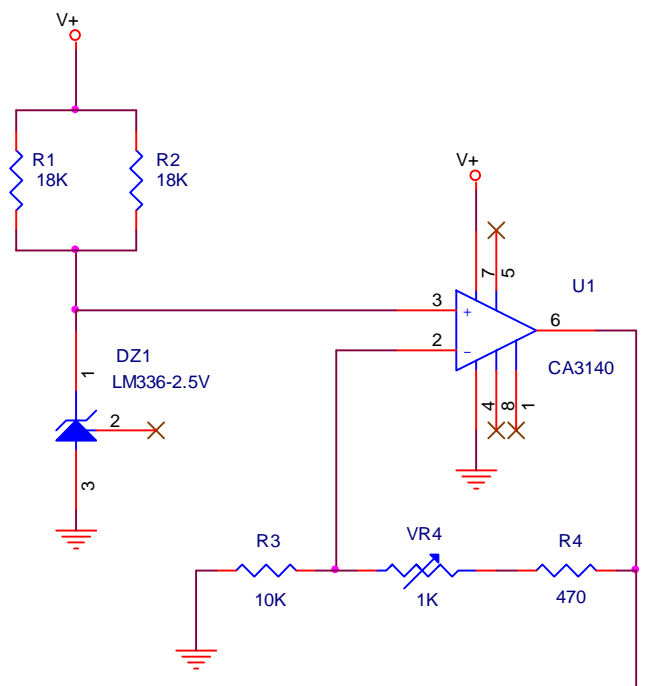 V+
R1
18K
R2
18K
V+
7
5
U1
3
+
6
2
−
CA3140
4
8
1
DZ1
LM336-2.5V
1
2
3
R3
10K
VR4
1K
R4
470